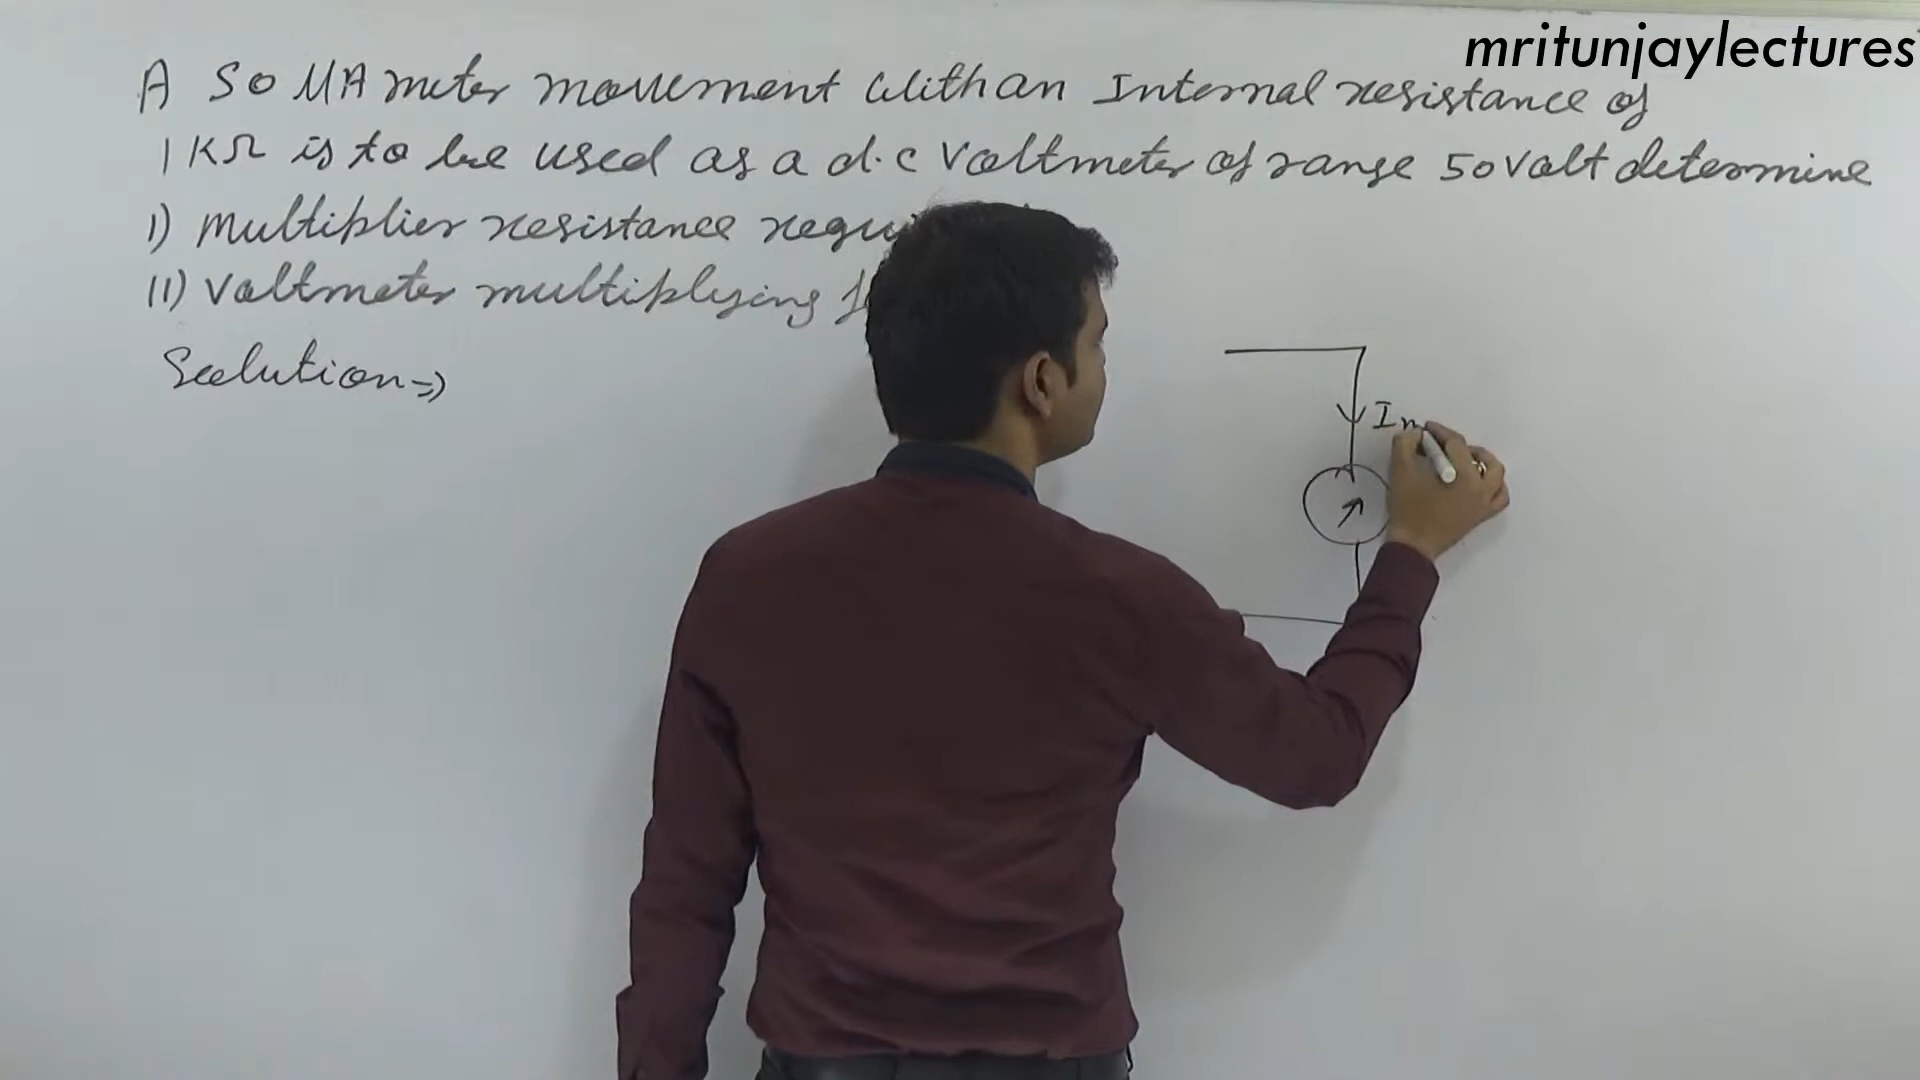 mritunjaylectures
A 50 µA meter movement with an Internal resistance of
1 KΩ is to be used as a d.c voltmeter of range 50 volt determine
I) multiplier resistance
II) voltmeter multiplying
Solution ⇒
Im